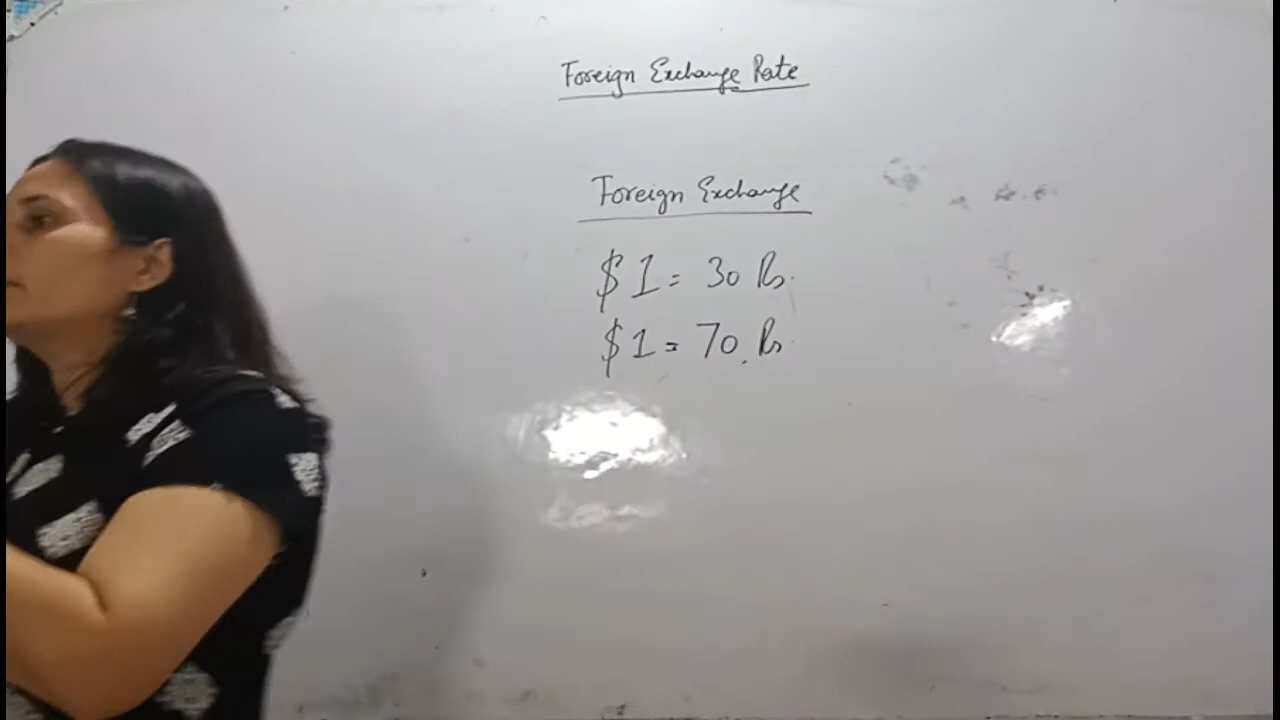 Foreign Exchange Rate
Foreign Exchange
$ 1 = 30 Rs.
$ 1 = 70 Rs.